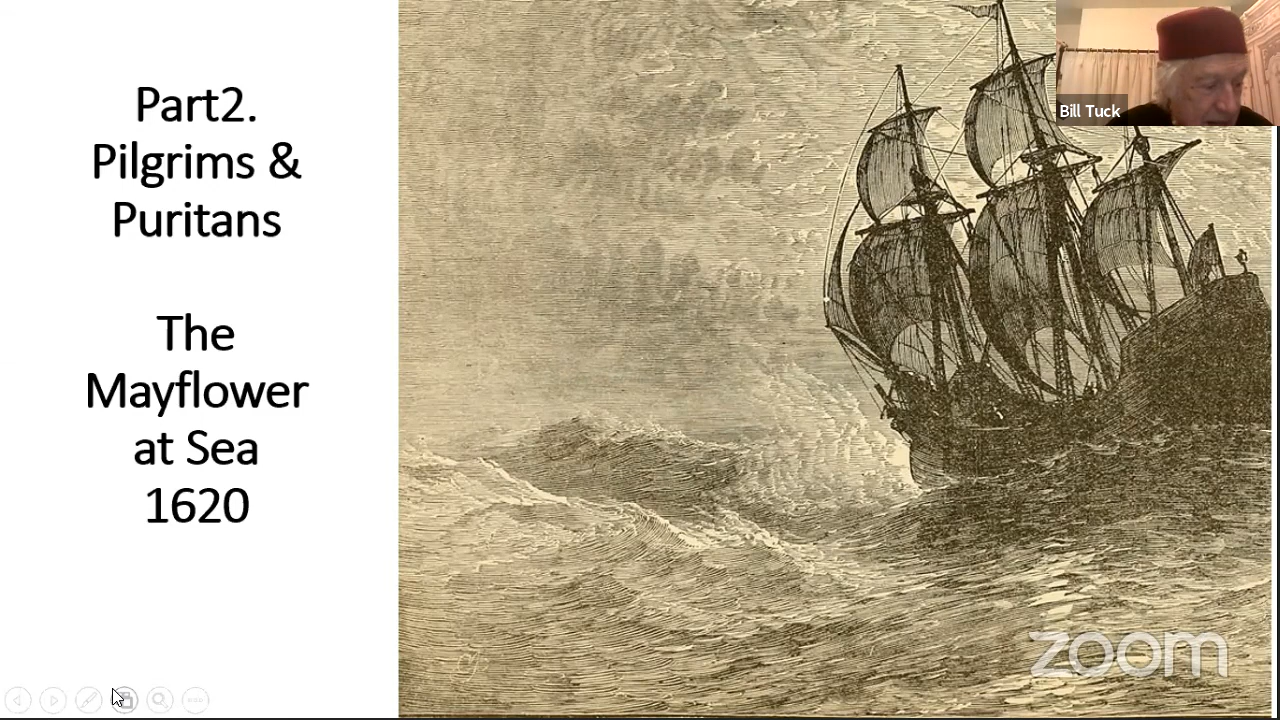 Part2.
Pilgrims &
Puritans
The
Mayflower
at Sea
1620
Bill Tuck
zoom